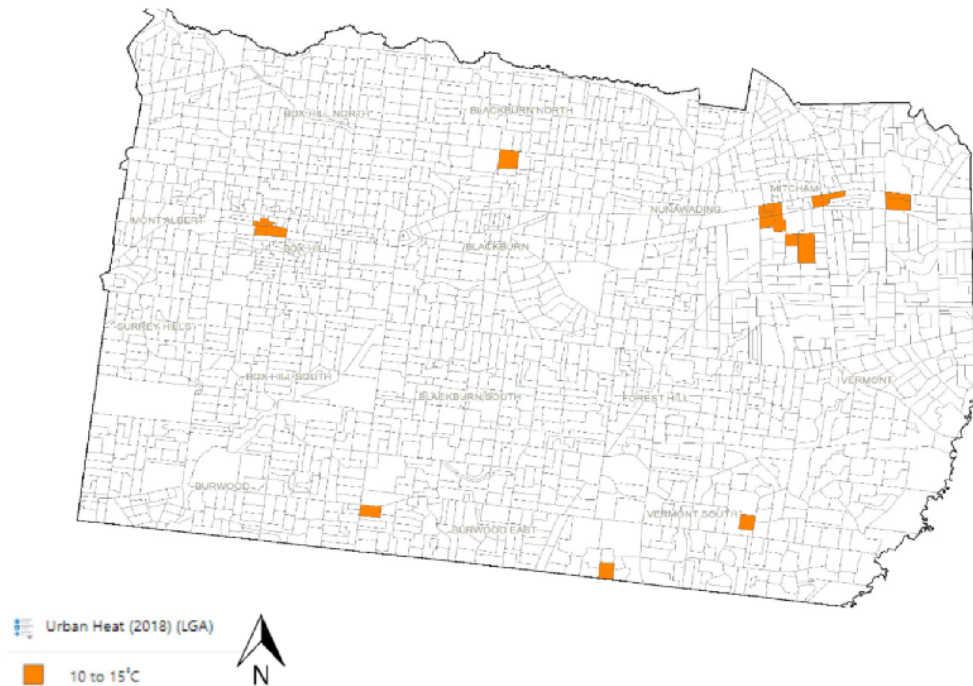 BLACKBURN NORTH
BOX HILL NORTH
MITCHAM
NUNAWADING
MONT ALBERT
BOX HILL
BLACKBURN
SURREY HILLS
BOX HILL SOUTH
VERMONT
BLACKBURN SOUTH
FOREST HILL
BURWOOD
VERMONT SOUTH
BURWOOD EAST
Urban Heat (2018) (LGA)
N
10 to 15°C